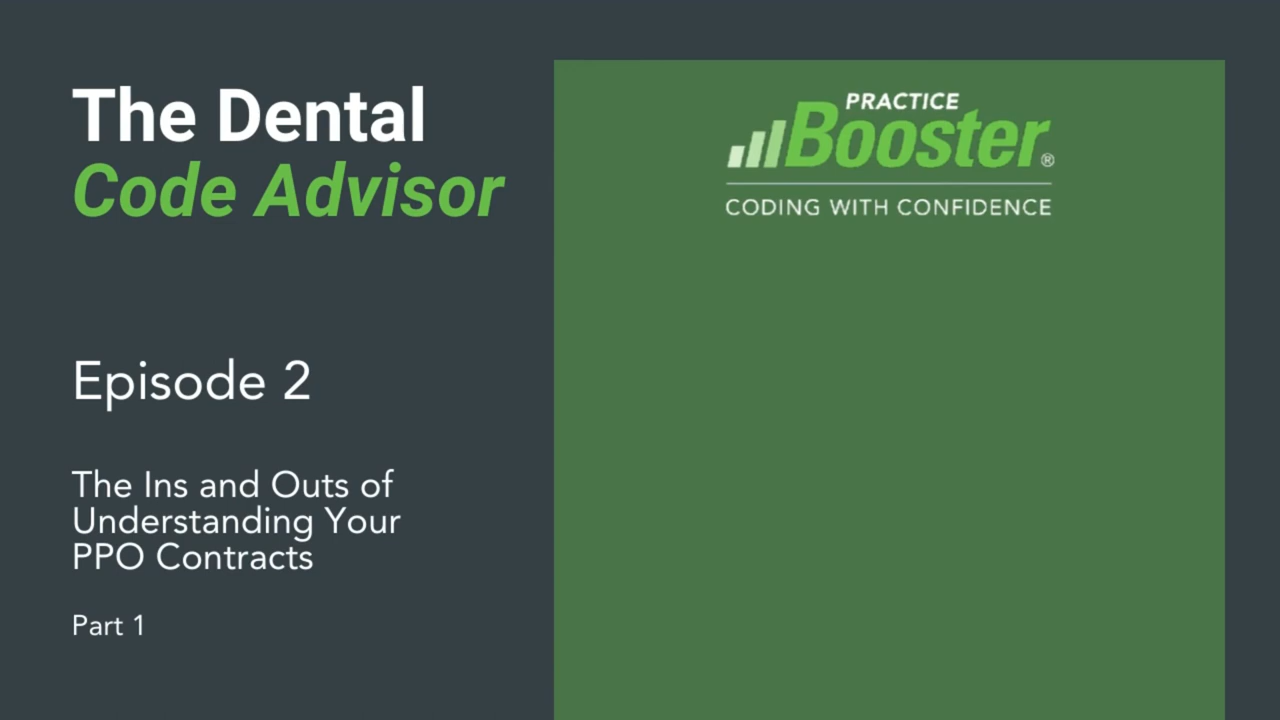 The Dental
Code Advisor
Episode 2
The Ins and Outs of
Understanding Your
PPO Contracts
Part 1
PRACTICE
Booster®
CODING WITH CONFIDENCE